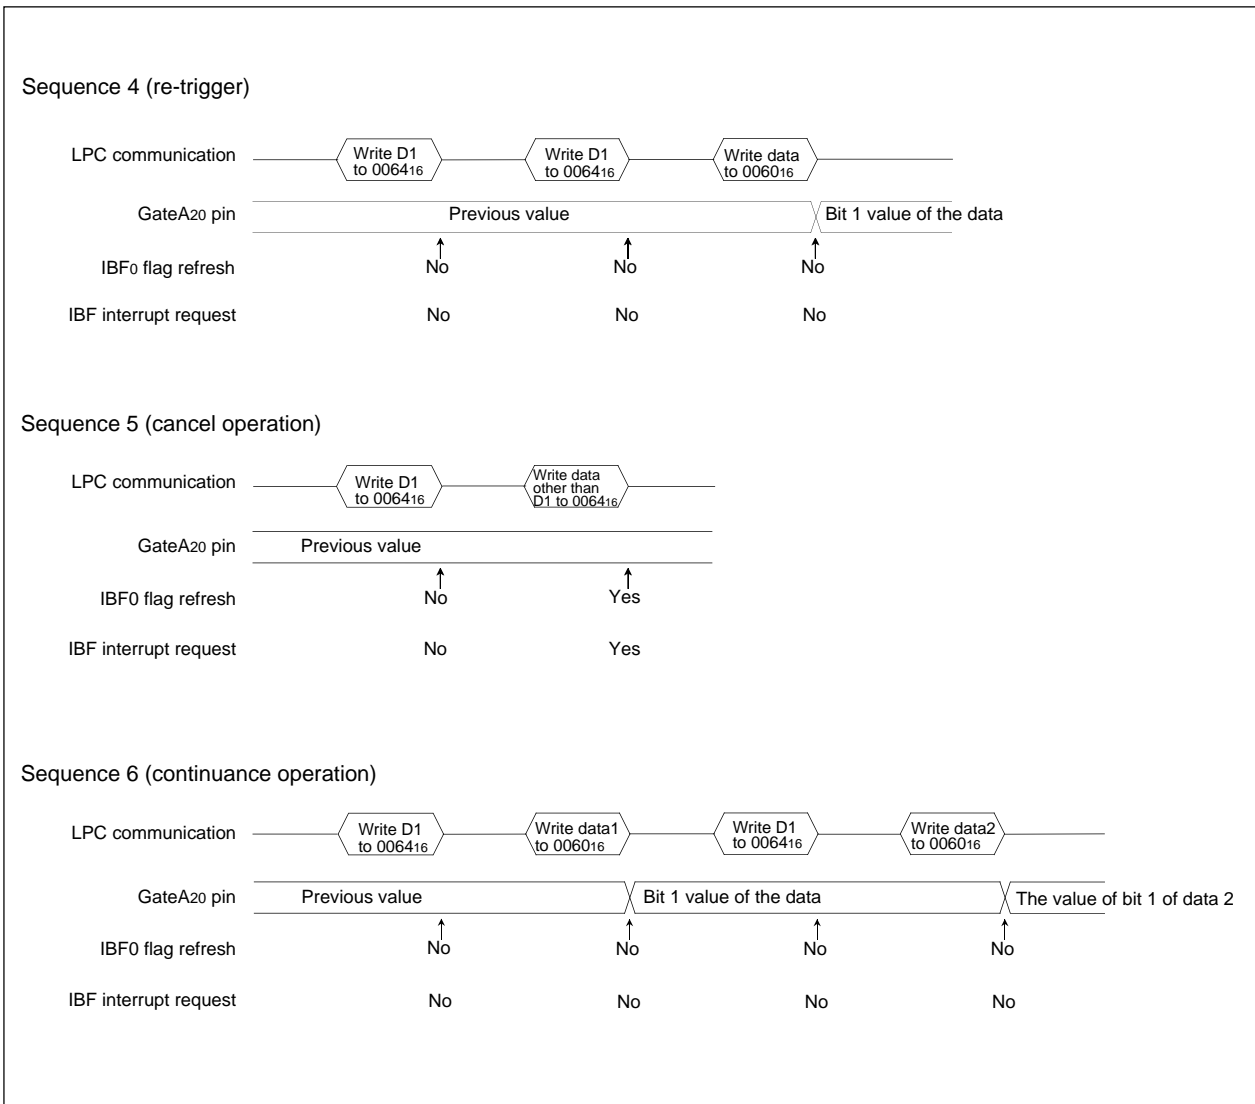 Sequence 4 (re-trigger)
LPC communication
Write D1
to 006416
Write D1
to 006416
Write data
to 006016
GateA20 pin
Previous value
Bit 1 value of the data
IBF0 flag refresh
No
No
No
IBF interrupt request
No
No
No
Sequence 5 (cancel operation)
LPC communication
Write D1
to 006416
Write data
other than
D1 to 006416
GateA20 pin
Previous value
IBF0 flag refresh
No
Yes
IBF interrupt request
No
Yes
Sequence 6 (continuance operation)
LPC communication
Write D1
to 006416
Write data1
to 006016
Write D1
to 006416
Write data2
to 006016
GateA20 pin
Previous value
Bit 1 value of the data
The value of bit 1 of data 2
IBF0 flag refresh
No
No
No
No
IBF interrupt request
No
No
No
No